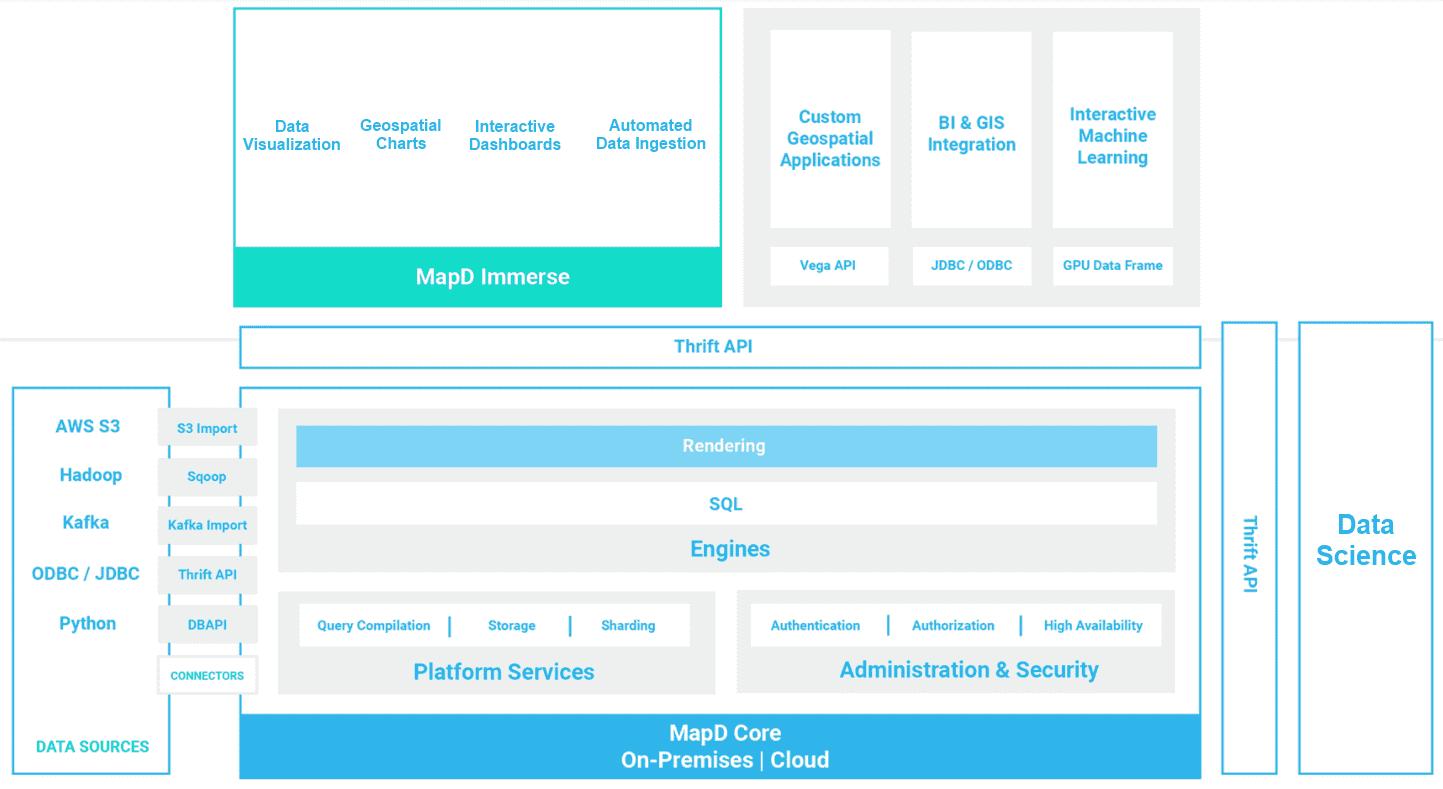 Data
Visualization
Geospatial
Charts
Interactive
Dashboards
Automated
Data Ingestion
MapD Immerse
Custom
Geospatial
Applications
BI & GIS
Integration
Interactive
Machine
Learning
Vega API
JDBC / ODBC
GPU Data Frame
Thrift API
AWS S3
S3 Import
Hadoop
Sqoop
Kafka
Kafka Import
ODBC / JDBC
Thrift API
Python
DBAPI
CONNECTORS
DATA SOURCES
Rendering
SQL
Engines
Query Compilation | Storage | Sharding
Platform Services
Authentication | Authorization | High Availability
Administration & Security
MapD Core
On-Premises | Cloud
Thrift API
Data
Science